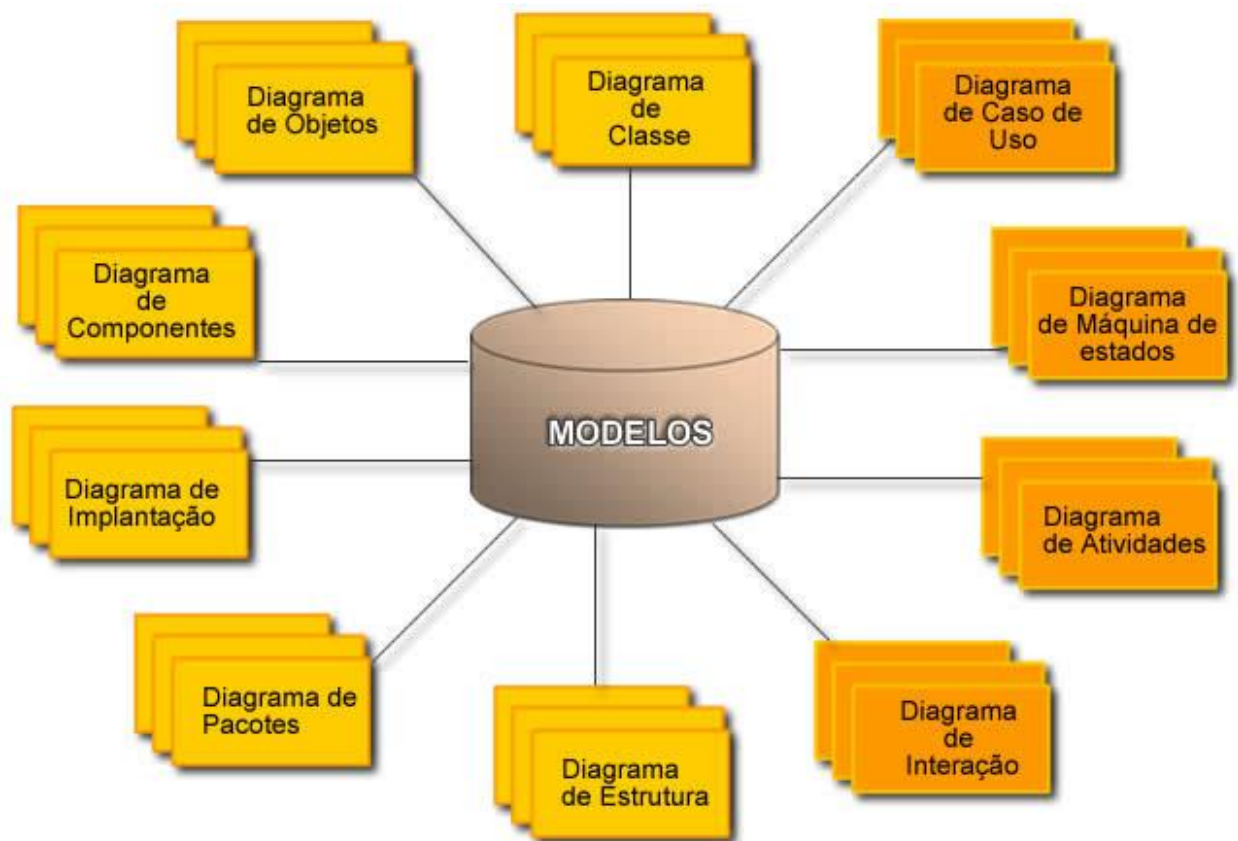 Diagrama
de Objetos
Diagrama
de
Classe
Diagrama
de Caso de
Uso
Diagrama
de
Componentes
Diagrama
de Máquina de
estados
MODELOS
Diagrama de
Implantação
Diagrama
de Atividades
Diagrama de
Pacotes
Diagrama
de Estrutura
Diagrama
de
Interação